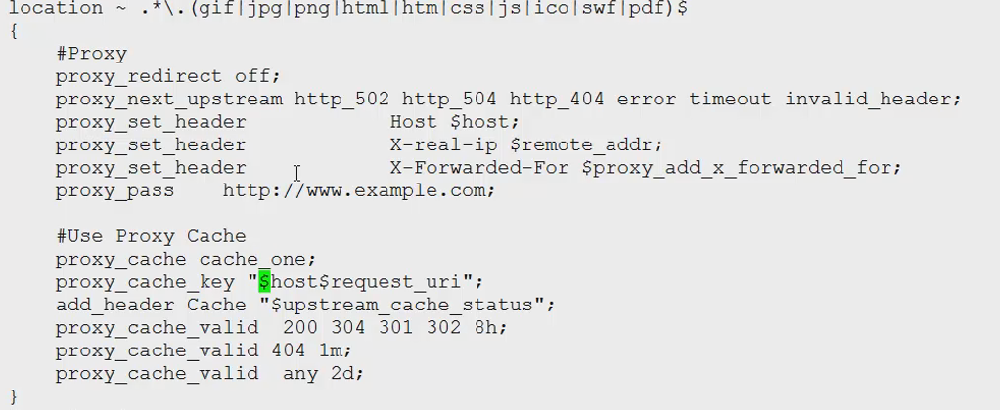 location ~ .*\.(gif|jpg|png|html|htm|css|js|ico|swf|pdf)$
{
#Proxy
proxy_redirect off;
proxy_next_upstream http_502 http_504 http_404 error timeout invalid_header;
proxy_set_header Host $host;
proxy_set_header X-real-ip $remote_addr;
proxy_set_header X-Forwarded-For $proxy_add_x_forwarded_for;
proxy_pass http://www.example.com;
#Use Proxy Cache
proxy_cache cache_one;
proxy_cache_key "$host$request_uri";
add_header Cache "$upstream_cache_status";
proxy_cache_valid 200 304 301 302 8h;
proxy_cache_valid 404 1m;
proxy_cache_valid any 2d;
}